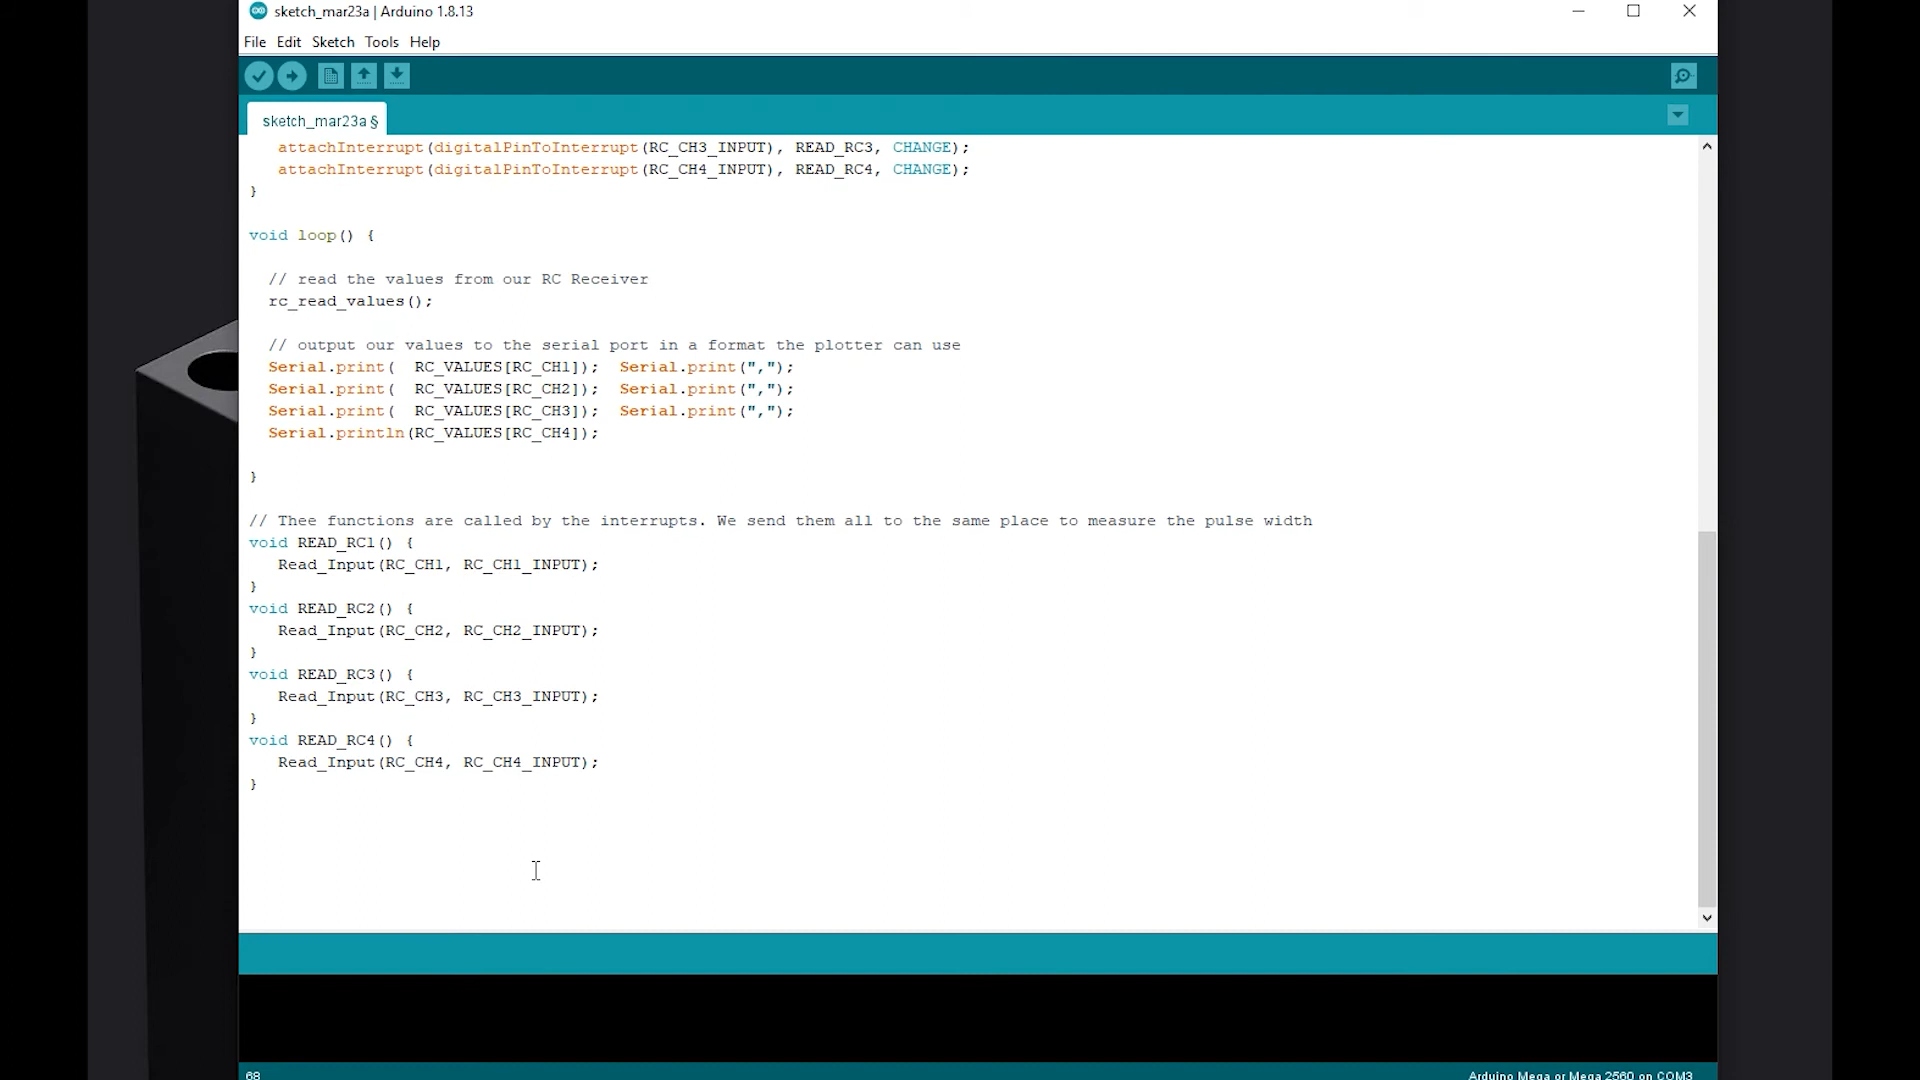 sketch_mar23a | Arduino 1.8.13
File Edit Sketch Tools Help
sketch_mar23a §
attachInterrupt(digitalPinToInterrupt(RC_CH3_INPUT), READ_RC3, CHANGE);
attachInterrupt(digitalPinToInterrupt(RC_CH4_INPUT), READ_RC4, CHANGE);
}
void loop() {
// read the values from our RC Receiver
rc_read_values();
// output our values to the serial port in a format the plotter can use
Serial.print(  RC_VALUES[RC_CH1]);  Serial.print(",");
Serial.print(  RC_VALUES[RC_CH2]);  Serial.print(",");
Serial.print(  RC_VALUES[RC_CH3]);  Serial.print(",");
Serial.println(RC_VALUES[RC_CH4]);
}
// Thee functions are called by the interrupts. We send them all to the same place to measure the pulse width
void READ_RC1() {
Read_Input(RC_CH1, RC_CH1_INPUT);
}
void READ_RC2() {
Read_Input(RC_CH2, RC_CH2_INPUT);
}
void READ_RC3() {
Read_Input(RC_CH3, RC_CH3_INPUT);
}
void READ_RC4() {
Read_Input(RC_CH4, RC_CH4_INPUT);
}
68 Arduino Mega or Mega 2560 on COM3